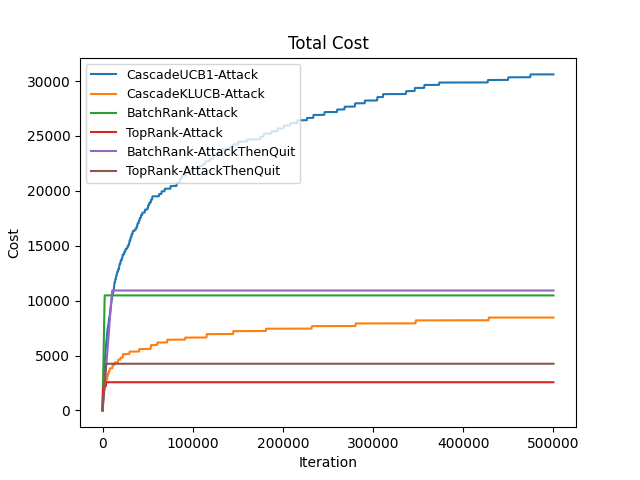 Total Cost
30000
25000
20000
15000
10000
5000
0
Cost
CascadeUCB1-Attack
CascadeKLUCB-Attack
BatchRank-Attack
TopRank-Attack
BatchRank-AttackThenQuit
TopRank-AttackThenQuit
0 100000 200000 300000 400000 500000
Iteration